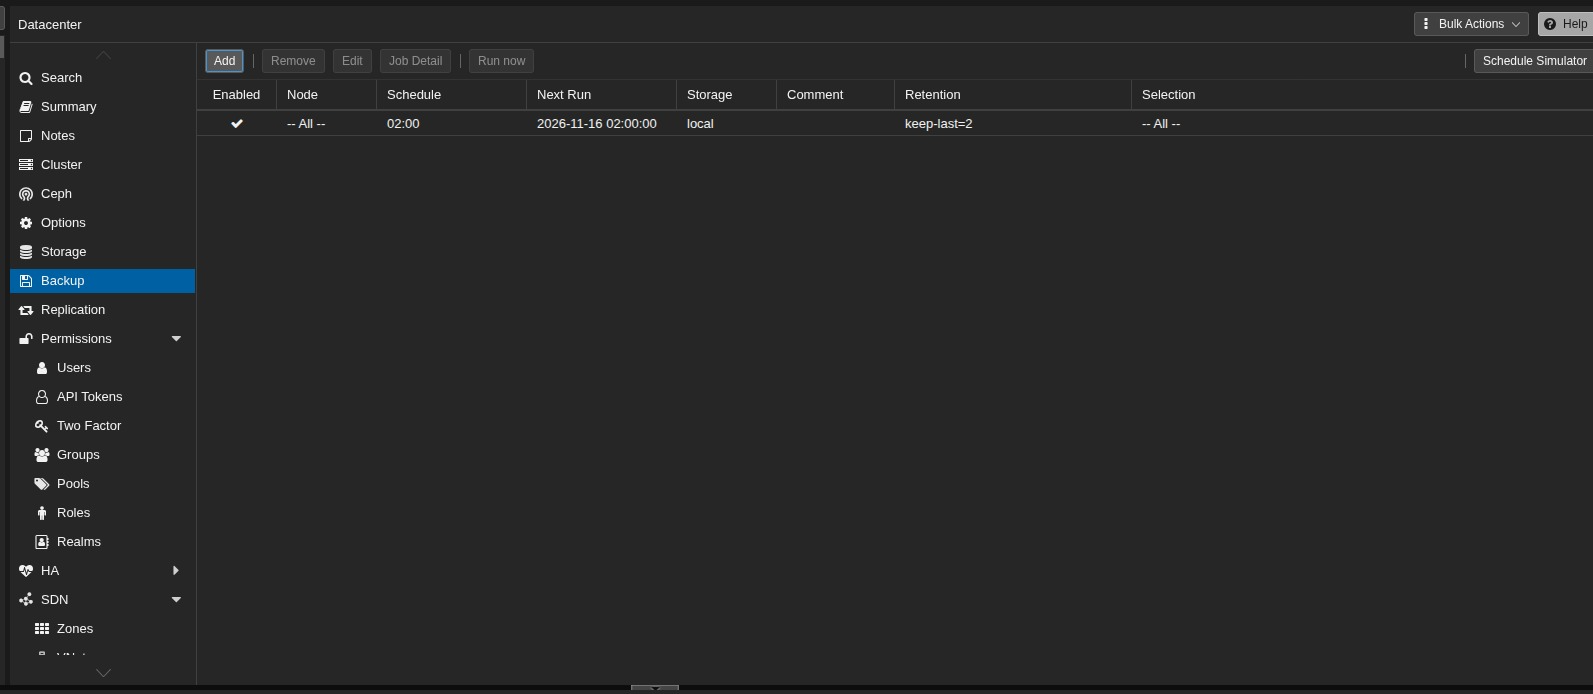 Datacenter
Bulk Actions
Help
Add
Remove
Edit
Job Detail
Run now
Schedule Simulator
Search
Summary
Notes
Cluster
Ceph
Options
Storage
Backup
Replication
Permissions
Users
API Tokens
Two Factor
Groups
Pools
Roles
Realms
HA
SDN
Zones
Enabled Node Schedule Next Run Storage Comment Retention Selection
-- All -- 02:00 2026-11-16 02:00:00 local keep-last=2 -- All --